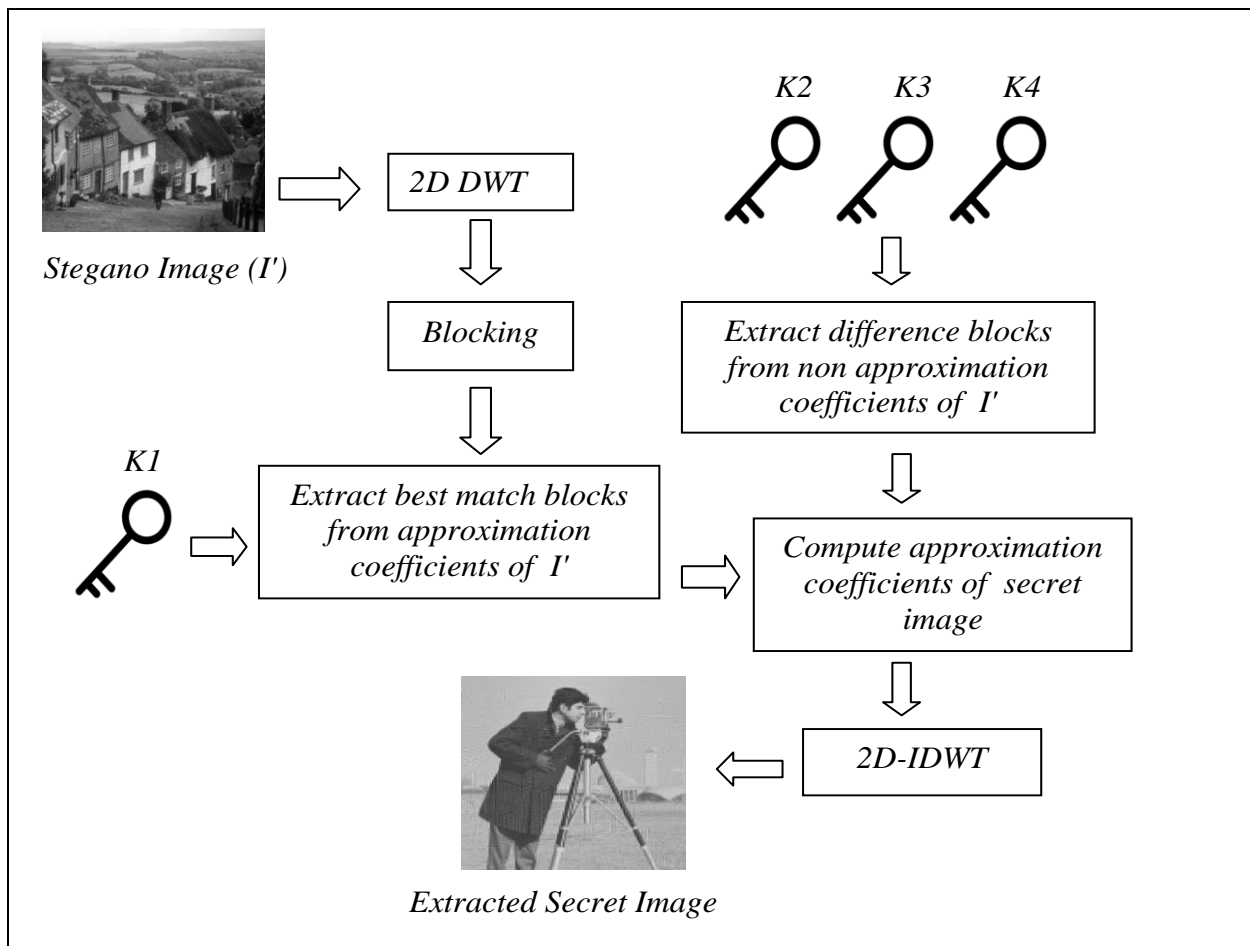 K2 K3 K4
2D DWT
Stegano Image (I')
Blocking
Extract difference blocks
from non approximation
coefficients of I'
K1
Extract best match blocks
from approximation
coefficients of I'
Compute approximation
coefficients of secret
image
2D-IDWT
Extracted Secret Image